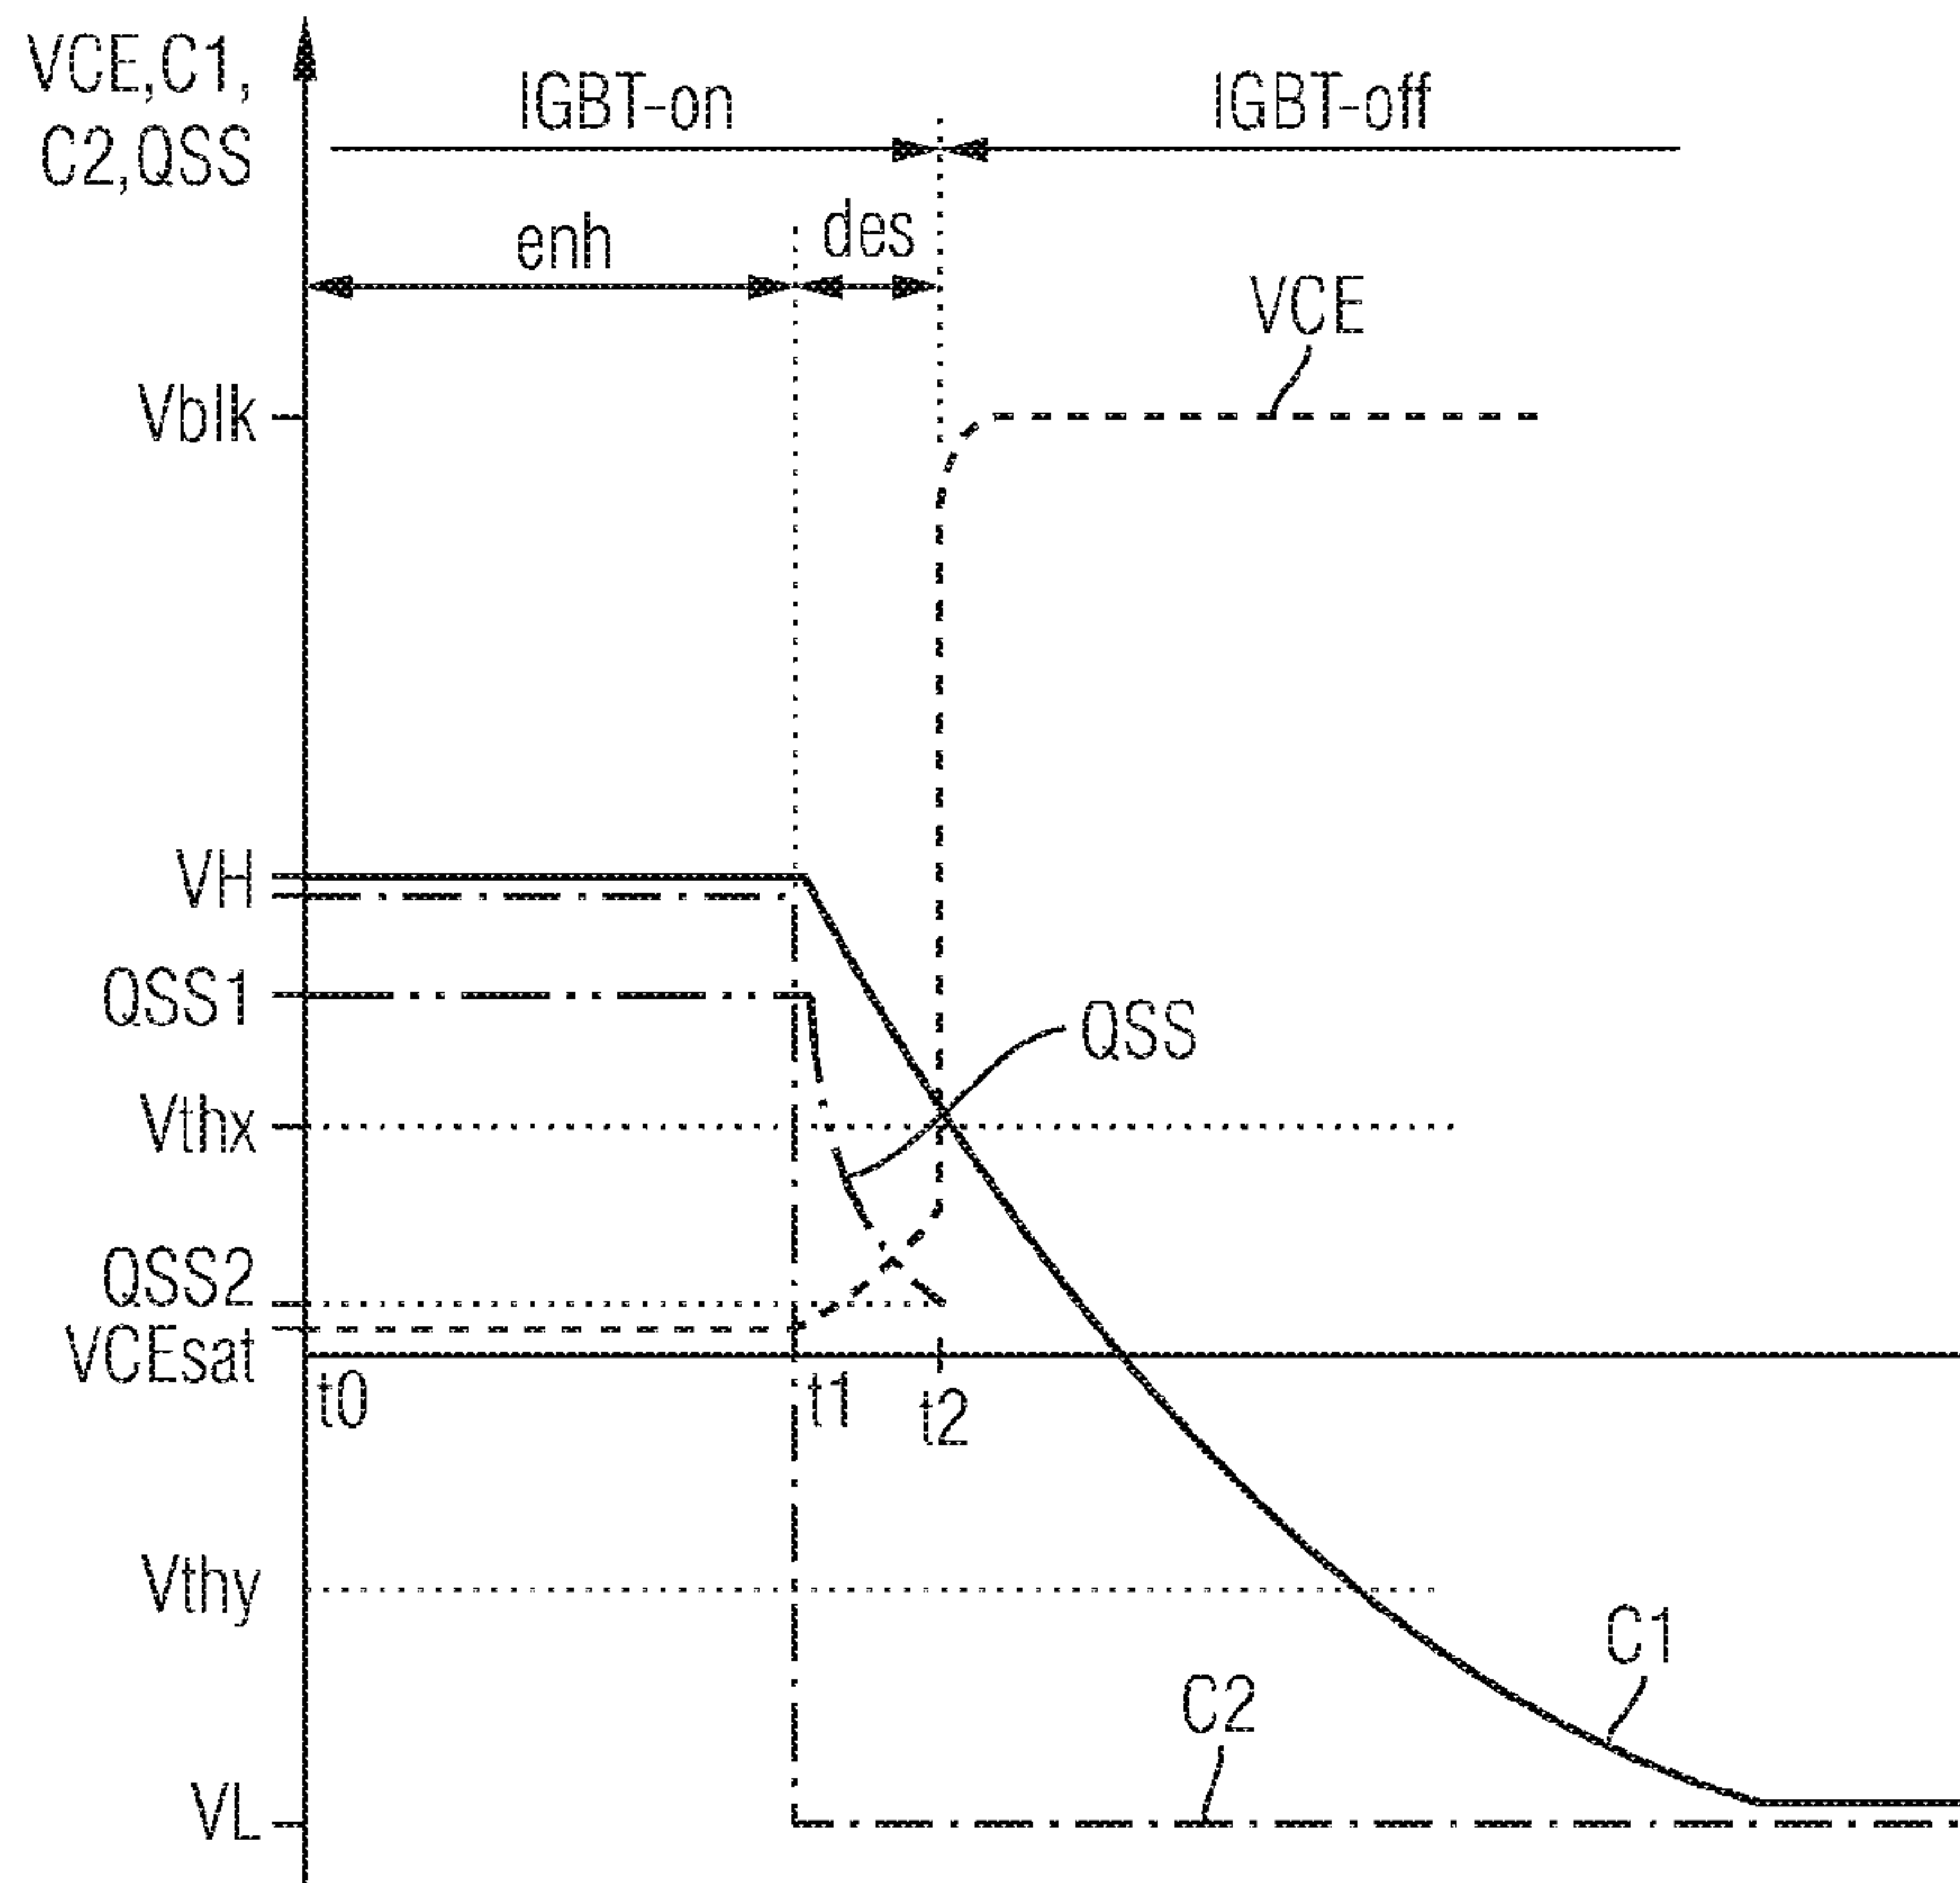 VCE,C1,
C2,QSS
IGBT-on
IGBT-off
enh
des
VCE
Vblk
VH
QSS1
QSS
Vthx
QSS2
VCEsat
t0
t1
t2
Vthy
C1
C2
VL